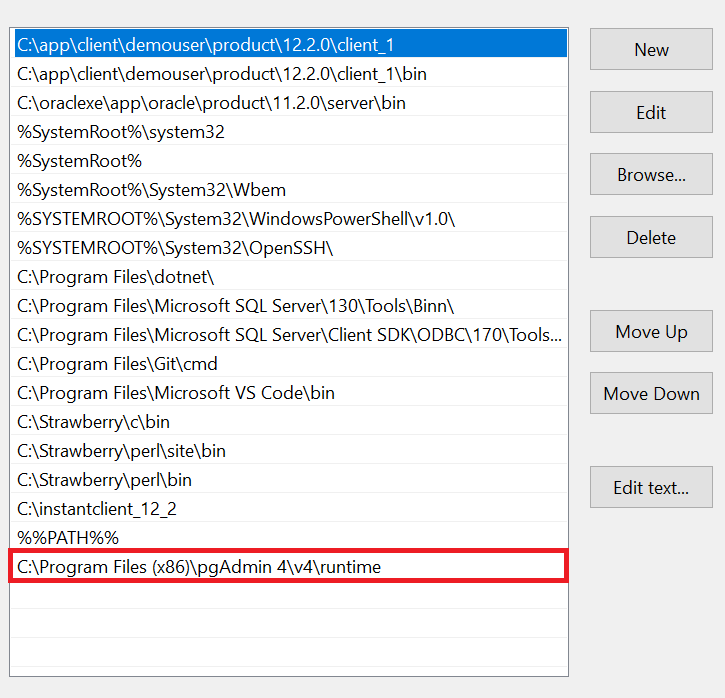 C:\app\client\demouser\product\12.2.0\client_1
C:\app\client\demouser\product\12.2.0\client_1\bin
C:\oraclexe\app\oracle\product\11.2.0\server\bin
%SystemRoot%\system32
%SystemRoot%
%SystemRoot%\System32\Wbem
%SYSTEMROOT%\System32\WindowsPowerShell\v1.0\
%SYSTEMROOT%\System32\OpenSSH\
C:\Program Files\dotnet\
C:\Program Files\Microsoft SQL Server\130\Tools\Binn\
C:\Program Files\Microsoft SQL Server\Client SDK\ODBC\170\Tools...
C:\Program Files\Git\cmd
C:\Program Files\Microsoft VS Code\bin
C:\Strawberry\c\bin
C:\Strawberry\perl\site\bin
C:\Strawberry\perl\bin
C:\instantclient_12_2
%%PATH%%
C:\Program Files (x86)\pgAdmin 4\v4\runtime
New
Edit
Browse...
Delete
Move Up
Move Down
Edit text...